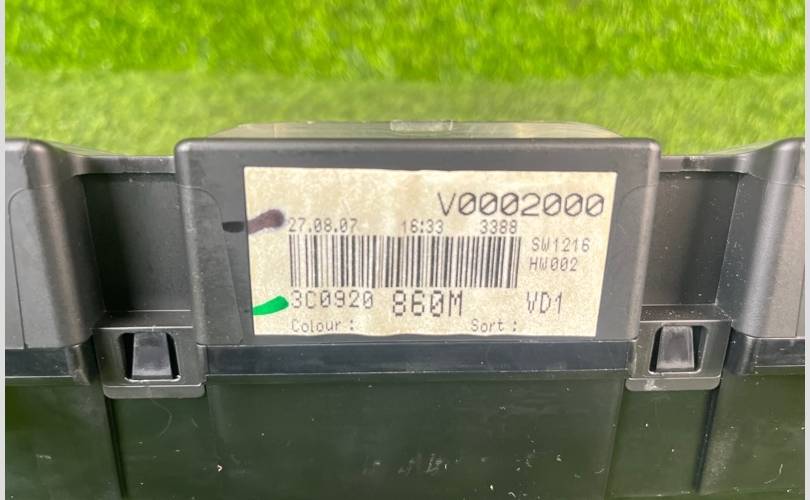 V0002000
27.08.07 16:33 3388
SW1216
HW002
3C0920 860M VD1
Colour : Sort :